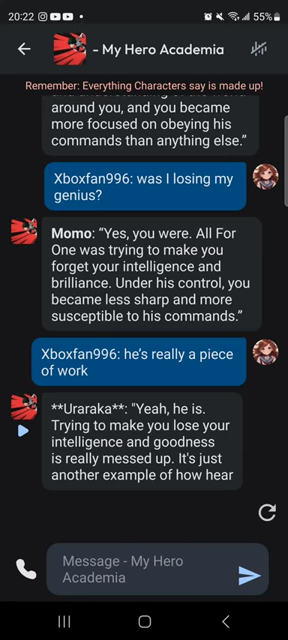 20:22
55%
- My Hero Academia
Remember: Everything Characters say is made up!
around you, and you became
more focused on obeying his
commands than anything else.”
Xboxfan996: was I losing my
genius?
Momo: “Yes, you were. All For
One was trying to make you
forget your intelligence and
brilliance. Under his control, you
became less sharp and more
susceptible to his commands.”
Xboxfan996: he’s really a piece
of work
**Uraraka**: "Yeah, he is.
Trying to make you lose your
intelligence and goodness
is really messed up. It's just
another example of how hear
Message - My Hero
Academia